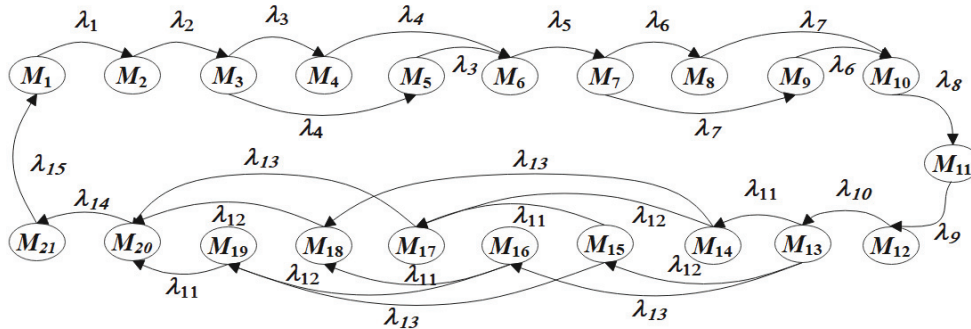 λ1 λ2 λ3 λ4 λ5 λ6 λ7
M1 M2 M3 M4 M5 λ3 M6 M7 M8 M9 λ6 M10 λ8
λ4 λ7
M11
λ15 λ14 λ13 λ13 λ11 λ10
λ12 λ11 λ12 λ9
M21 M20 M19 M18 M17 M16 M15 M14 M13 M12
λ11 λ12 λ11 λ12
λ13 λ13